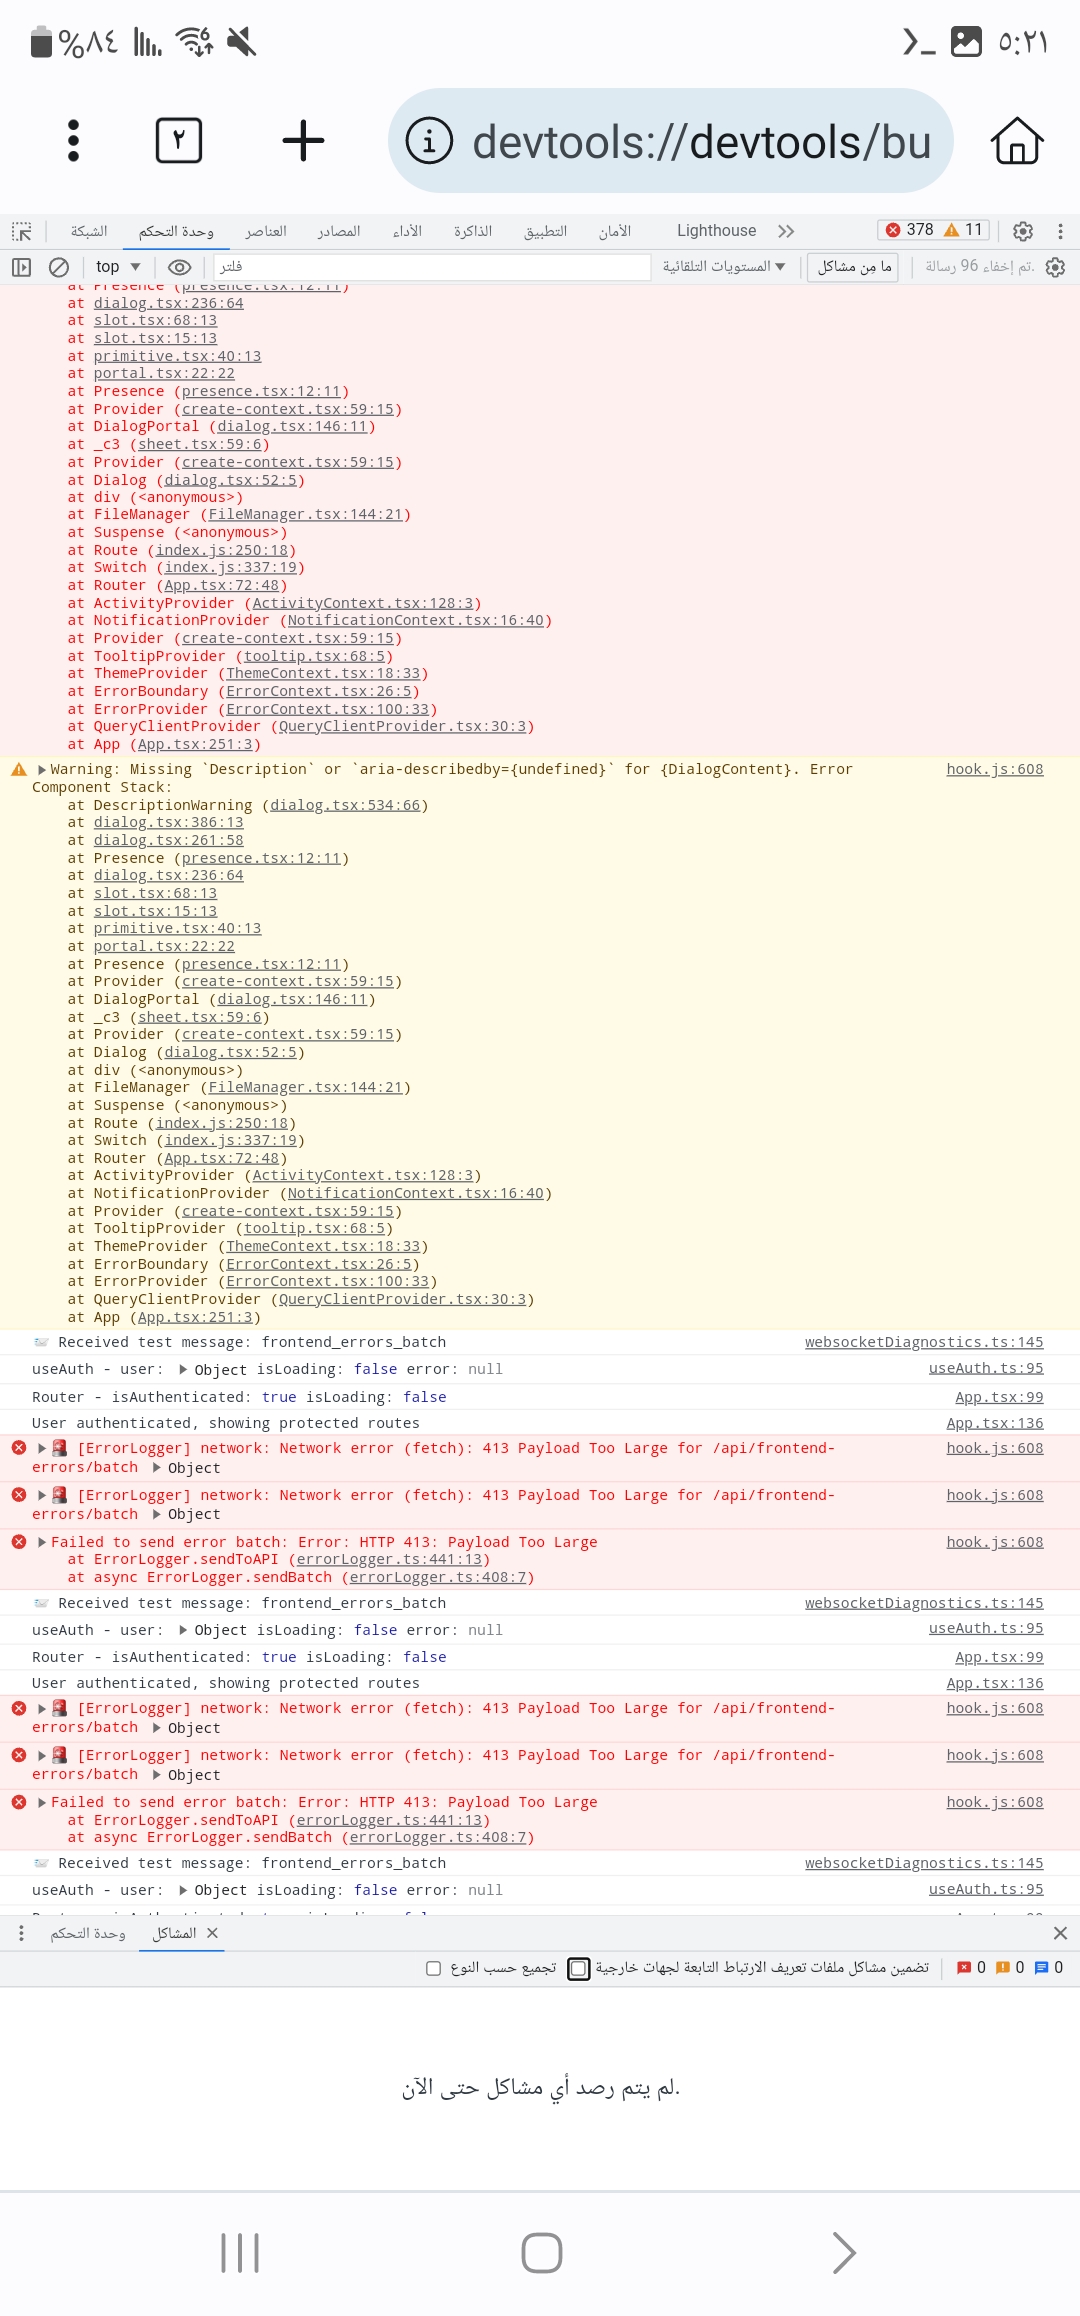 %٨٤
٥:٢١
٢
devtools://devtools/bu
الشبكة وحدة التحكم العناصر المصادر الأداء الذاكرة التطبيق الأمان Lighthouse 378 11
top فلتر المستويات التلقائية ما مِن مشاكل تم إخفاء 96 رسالة.
at Presence (presence.tsx:12:11)
at dialog.tsx:236:64
at slot.tsx:68:13
at slot.tsx:15:13
at primitive.tsx:40:13
at portal.tsx:22:22
at Presence (presence.tsx:12:11)
at Provider (create-context.tsx:59:15)
at DialogPortal (dialog.tsx:146:11)
at _c3 (sheet.tsx:59:6)
at Provider (create-context.tsx:59:15)
at Dialog (dialog.tsx:52:5)
at div (<anonymous>)
at FileManager (FileManager.tsx:144:21)
at Suspense (<anonymous>)
at Route (index.js:250:18)
at Switch (index.js:337:19)
at Router (App.tsx:72:48)
at ActivityProvider (ActivityContext.tsx:128:3)
at NotificationProvider (NotificationContext.tsx:16:40)
at Provider (create-context.tsx:59:15)
at TooltipProvider (tooltip.tsx:68:5)
at ThemeProvider (ThemeContext.tsx:18:33)
at ErrorBoundary (ErrorContext.tsx:26:5)
at ErrorProvider (ErrorContext.tsx:100:33)
at QueryClientProvider (QueryClientProvider.tsx:30:3)
at App (App.tsx:251:3)
Warning: Missing `Description` or `aria-describedby={undefined}` for {DialogContent}. Error hook.js:608
Component Stack:
at DescriptionWarning (dialog.tsx:534:66)
at dialog.tsx:386:13
at dialog.tsx:261:58
at Presence (presence.tsx:12:11)
at dialog.tsx:236:64
at slot.tsx:68:13
at slot.tsx:15:13
at primitive.tsx:40:13
at portal.tsx:22:22
at Presence (presence.tsx:12:11)
at Provider (create-context.tsx:59:15)
at DialogPortal (dialog.tsx:146:11)
at _c3 (sheet.tsx:59:6)
at Provider (create-context.tsx:59:15)
at Dialog (dialog.tsx:52:5)
at div (<anonymous>)
at FileManager (FileManager.tsx:144:21)
at Suspense (<anonymous>)
at Route (index.js:250:18)
at Switch (index.js:337:19)
at Router (App.tsx:72:48)
at ActivityProvider (ActivityContext.tsx:128:3)
at NotificationProvider (NotificationContext.tsx:16:40)
at Provider (create-context.tsx:59:15)
at TooltipProvider (tooltip.tsx:68:5)
at ThemeProvider (ThemeContext.tsx:18:33)
at ErrorBoundary (ErrorContext.tsx:26:5)
at ErrorProvider (ErrorContext.tsx:100:33)
at QueryClientProvider (QueryClientProvider.tsx:30:3)
at App (App.tsx:251:3)
Received test message: frontend_errors_batch websocketDiagnostics.ts:145
useAuth - user: Object isLoading: false error: null useAuth.ts:95
Router - isAuthenticated: true isLoading: false App.tsx:99
User authenticated, showing protected routes App.tsx:136
[ErrorLogger] network: Network error (fetch): 413 Payload Too Large for /api/frontend- hook.js:608
errors/batch Object
[ErrorLogger] network: Network error (fetch): 413 Payload Too Large for /api/frontend- hook.js:608
errors/batch Object
Failed to send error batch: Error: HTTP 413: Payload Too Large hook.js:608
at ErrorLogger.sendToAPI (errorLogger.ts:441:13)
at async ErrorLogger.sendBatch (errorLogger.ts:408:7)
Received test message: frontend_errors_batch websocketDiagnostics.ts:145
useAuth - user: Object isLoading: false error: null useAuth.ts:95
Router - isAuthenticated: true isLoading: false App.tsx:99
User authenticated, showing protected routes App.tsx:136
[ErrorLogger] network: Network error (fetch): 413 Payload Too Large for /api/frontend- hook.js:608
errors/batch Object
[ErrorLogger] network: Network error (fetch): 413 Payload Too Large for /api/frontend- hook.js:608
errors/batch Object
Failed to send error batch: Error: HTTP 413: Payload Too Large hook.js:608
at ErrorLogger.sendToAPI (errorLogger.ts:441:13)
at async ErrorLogger.sendBatch (errorLogger.ts:408:7)
Received test message: frontend_errors_batch websocketDiagnostics.ts:145
useAuth - user: Object isLoading: false error: null useAuth.ts:95
وحدة التحكم المشاكل
تجميع حسب النوع تضمين مشاكل ملفات تعريف الارتباط التابعة لجهات خارجية 0 0 0
لم يتم رصد أي مشاكل حتى الآن.